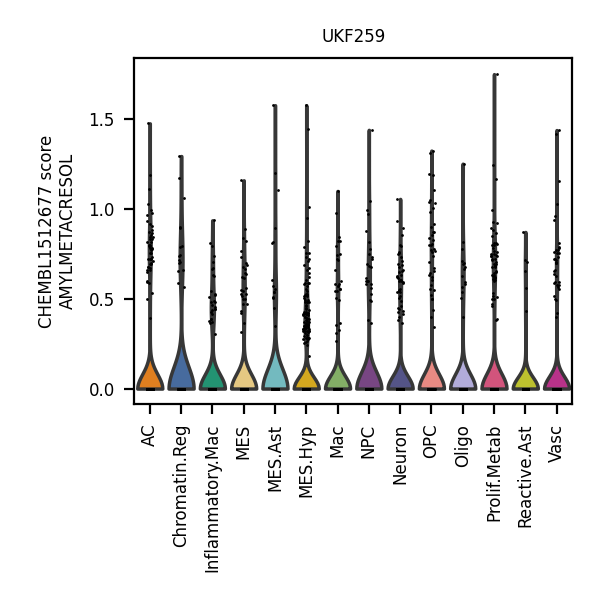 UKF259
CHEMBL1512677 score
AMYLMETACRESOL
1.5
1.0
0.5
0.0
AC
Chromatin.Reg
Inflammatory.Mac
MES
MES.Ast
MES.Hyp
Mac
NPC
Neuron
OPC
Oligo
Prolif.Metab
Reactive.Ast
Vasc